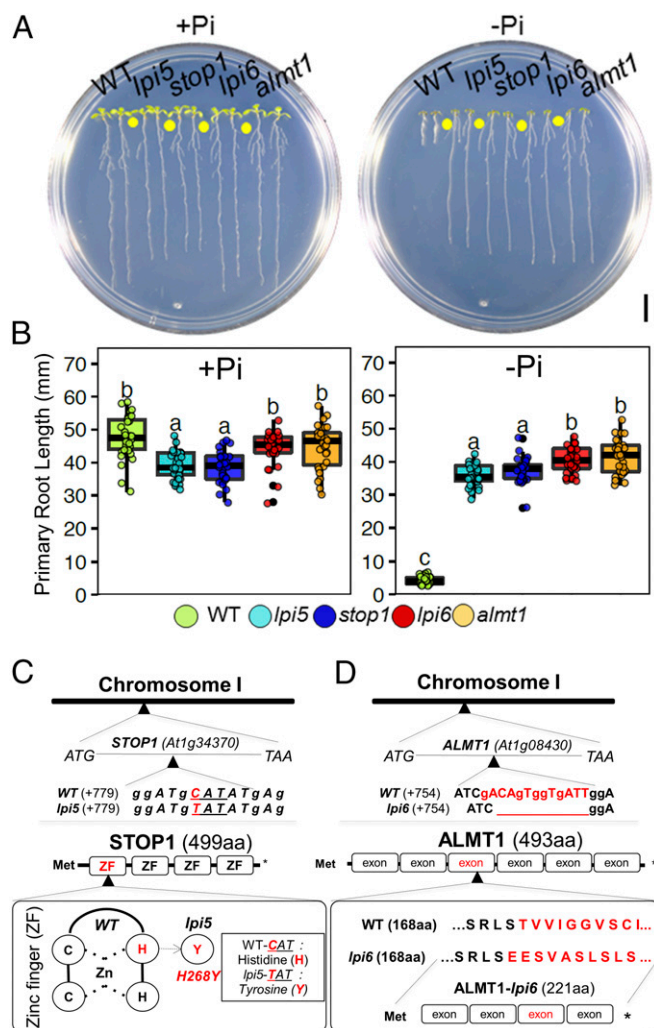 A
+Pi
-Pi
WT lpi5 stop1 lpi6 almt1
WT lpi5 stop1 lpi6 almt1
B
Primary Root Length (mm)
+Pi
70
60
50
40
30
20
10
0
b a a b b
-Pi
70
60
50
40
30
20
10
0
c a a b b
WT lpi5 stop1 lpi6 almt1
C
Chromosome I
STOP1 (At1g34370)
ATG TAA
WT (+779) ggATgCATATgAg
lpi5 (+779) ggATgTATATgAg
STOP1 (499aa)
Met ZF ZF ZF ZF *
Zinc finger (ZF)
WT lpi5
C H Y
Zn H268Y
C H
WT-CAT :
Histidine (H)
lpi5-TAT :
Tyrosine (Y)
D
Chromosome I
ALMT1 (At1g08430)
ATG TAA
WT (+754) ATCgACAgTggTgATTggA
lpi6 (+754) ATC ggA
ALMT1 (493aa)
Met exon exon exon exon exon exon *
WT (168aa) ...SRLSTVVIGGVSCI...
lpi6 (168aa) ...SRLSEESVASLSLS...
ALMT1-lpi6 (221aa)
Met exon exon exon exon *